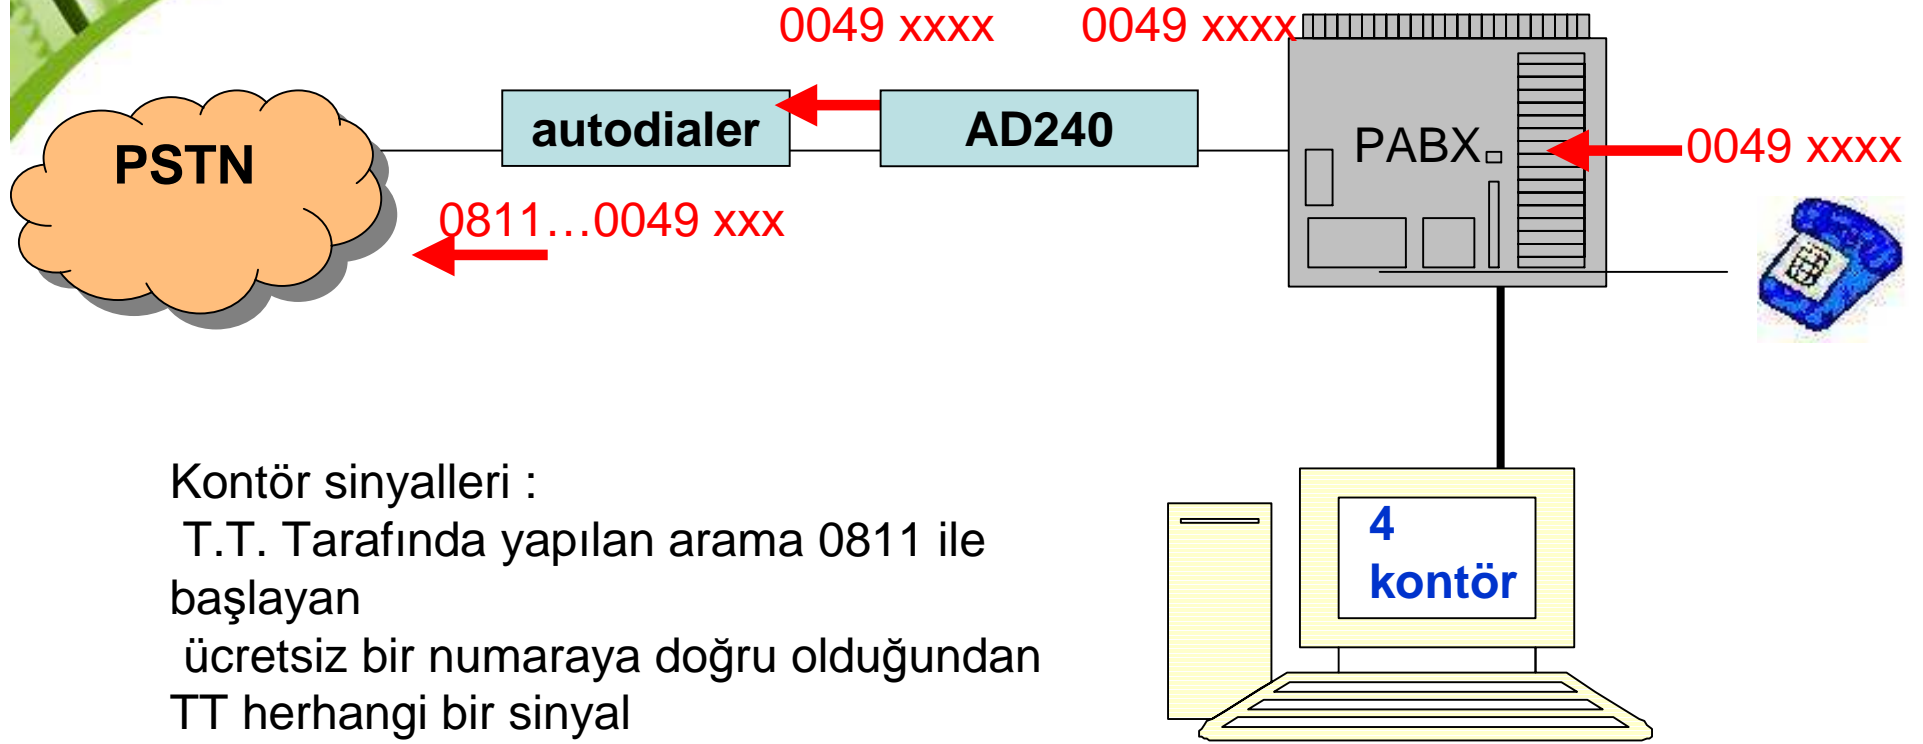 0049 xxxx
0049 xxxx
autodialer
AD240
PSTN
PABX
0049 xxxx
0811…0049 xxx
Kontör sinyalleri :
T.T. Tarafında yapılan arama 0811 ile
başlayan
ücretsiz bir numaraya doğru olduğundan
TT herhangi bir sinyal
4
kontör